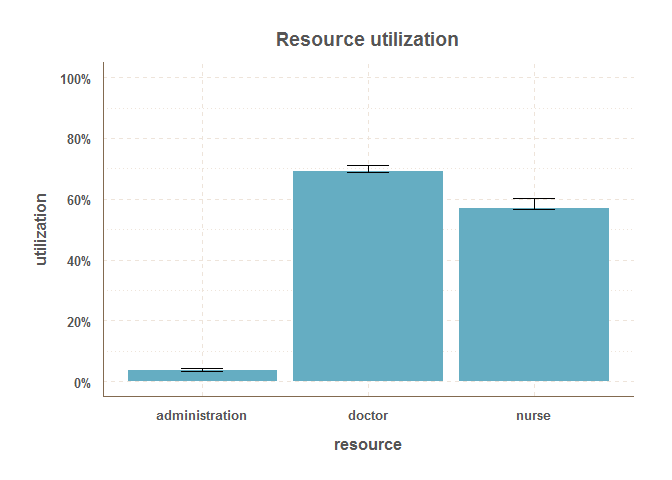 Resource utilization
100%
80%
60%
40%
20%
0%
utilization
administration
doctor
nurse
resource